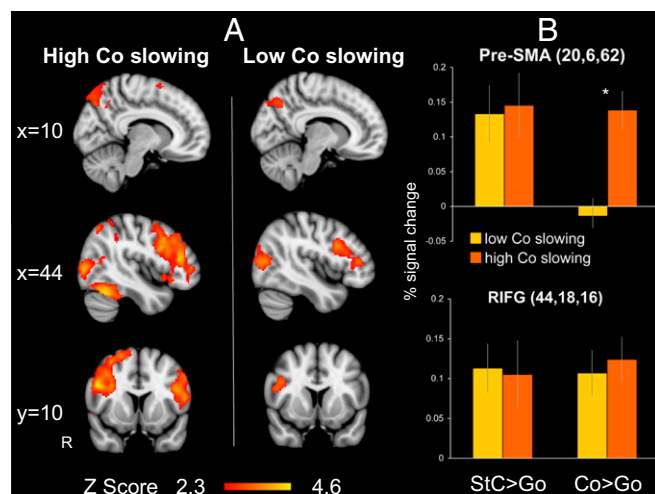 A
B
High Co slowing
Low Co slowing
x=10
x=44
y=10
R
Z Score 2.3 4.6
Pre-SMA (20,6,62)
0.2
0.15
*
0.1
0.05
0
-0.05
low Co slowing
high Co slowing
% signal change
RIFG (44,18,16)
0.2
0.15
0.1
0.05
0
StC>Go
Co>Go